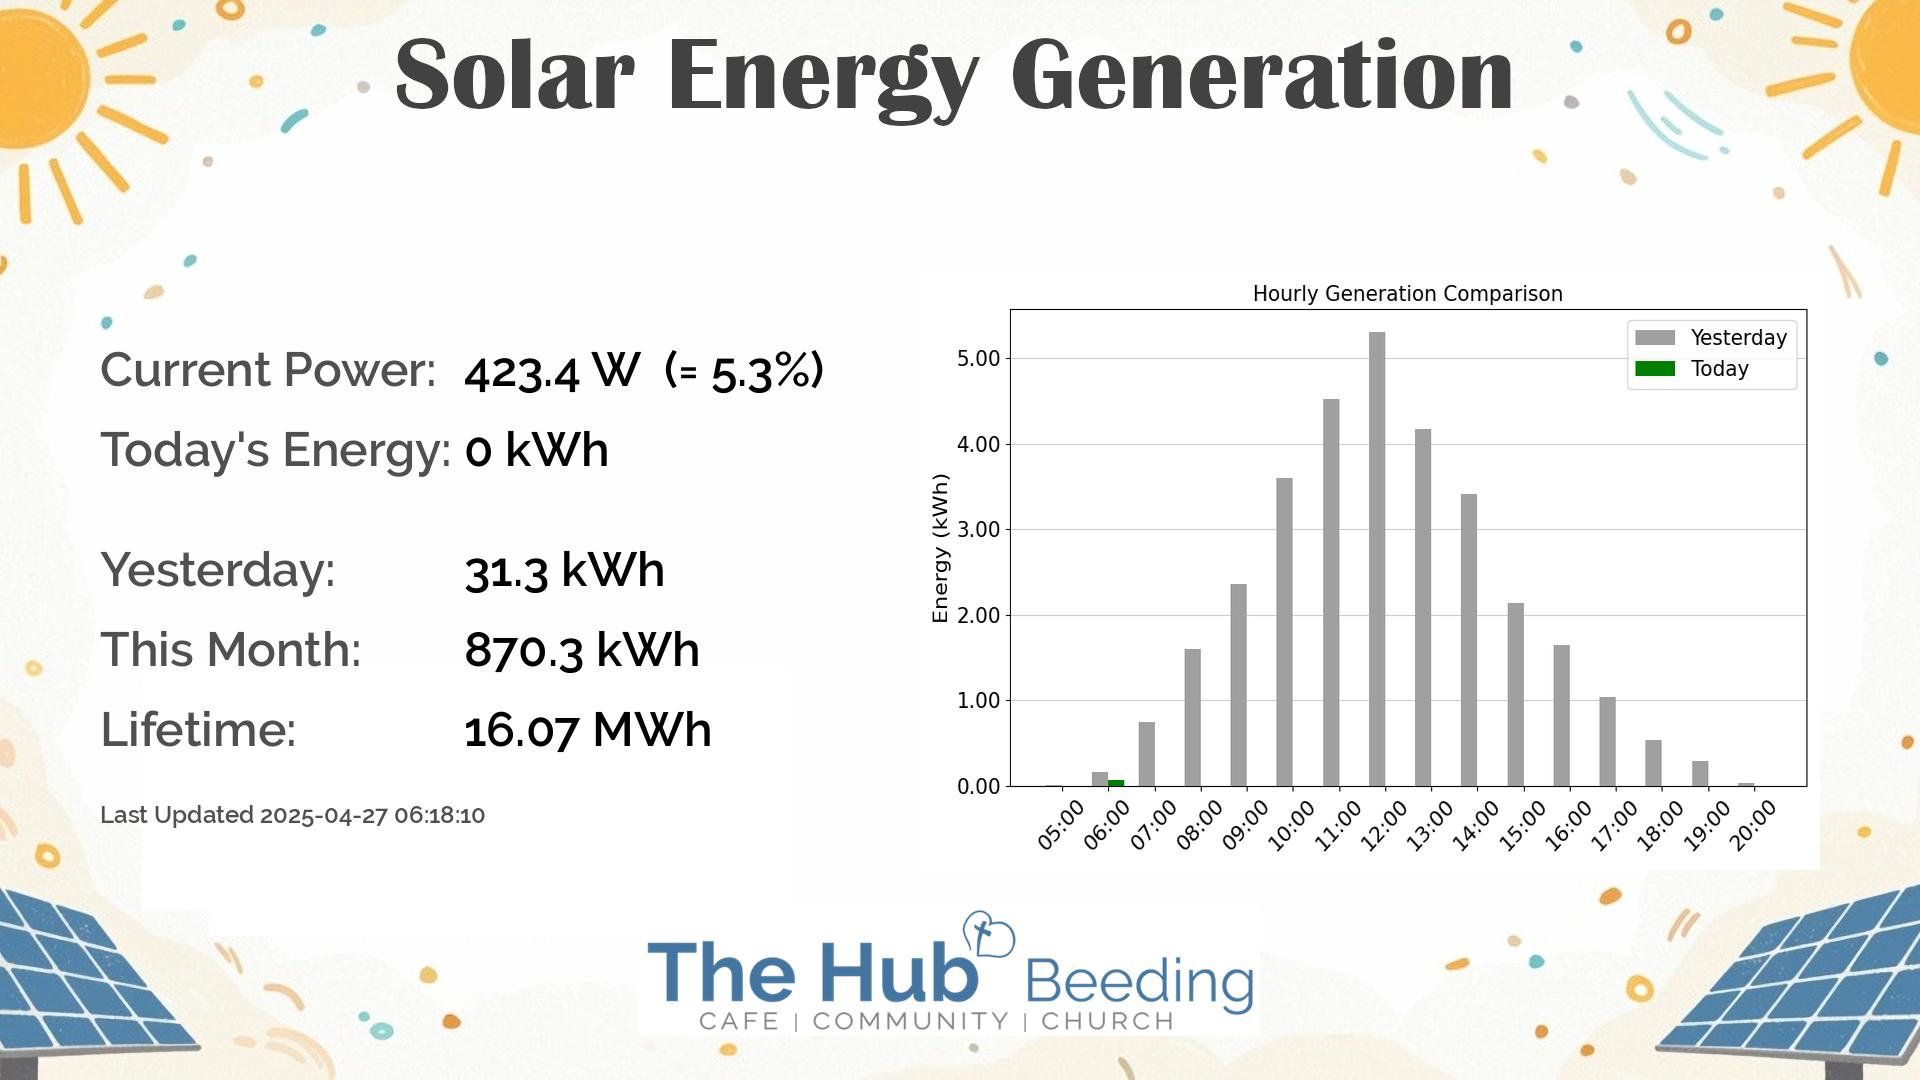 Solar Energy Generation
Current Power: 423.4 W (= 5.3%)
Today's Energy: 0 kWh
Yesterday: 31.3 kWh
This Month: 870.3 kWh
Lifetime: 16.07 MWh
Last Updated 2025-04-27 06:18:10
Hourly Generation Comparison
Yesterday
Today
Energy (kWh)
5.00
4.00
3.00
2.00
1.00
0.00
05:00 06:00 07:00 08:00 09:00 10:00 11:00 12:00 13:00 14:00 15:00 16:00 17:00 18:00 19:00 20:00
The Hub Beeding
CAFE | COMMUNITY | CHURCH